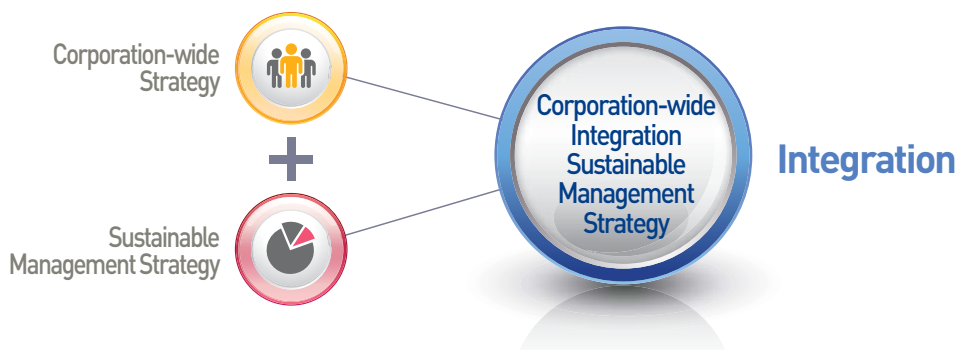 Corporation-wide
Strategy
+
Sustainable
Management Strategy
Corporation-wide
Integration
Sustainable
Management
Strategy
Integration